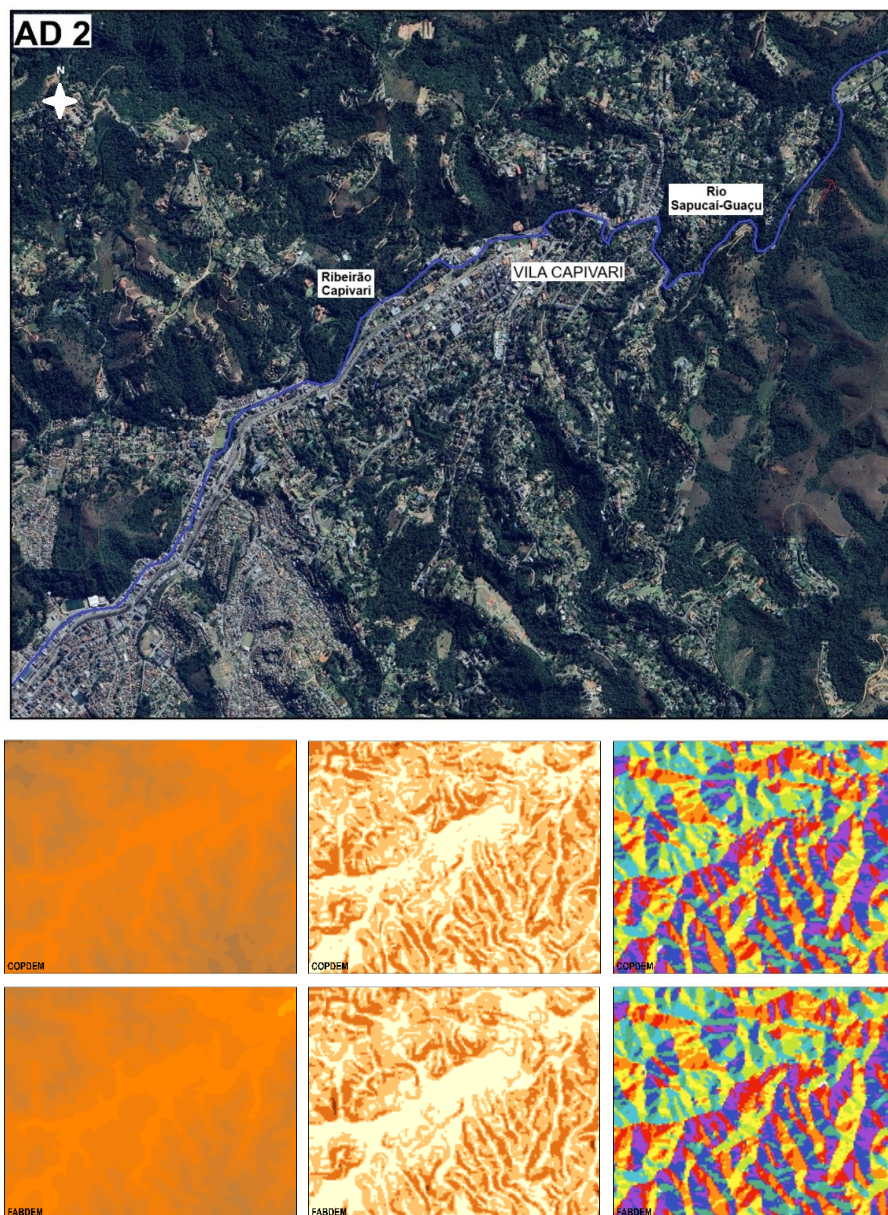 AD 2
N
Rio
Sapucaí-Guaçu
Ribeirão
Capivari
VILA CAPIVARI
COPDEM
COPDEM
COPDEM
FABDEM
FABDEM
FABDEM